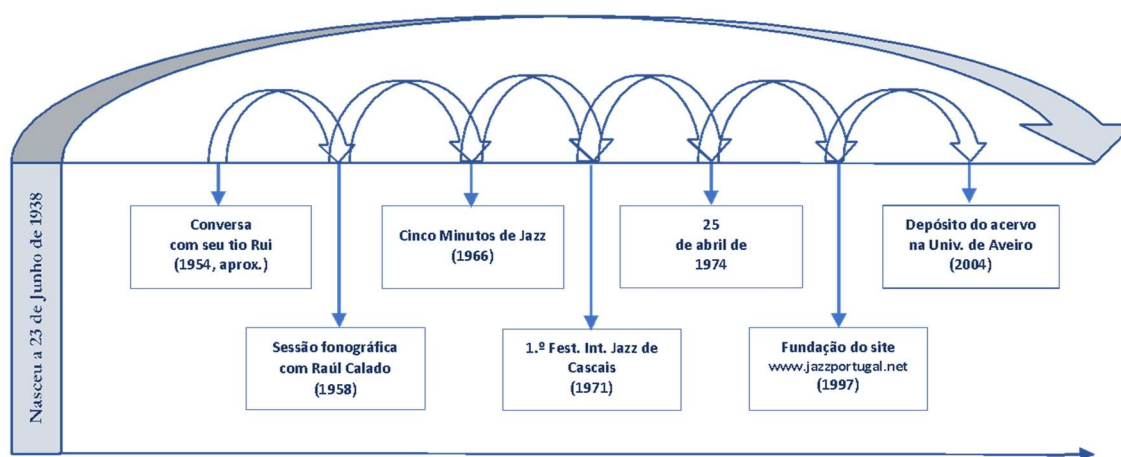 Nasceu a 23 de Junho de 1938
Conversa
com seu tio Rui
(1954, aprox.)
Sessão fonográfica
com Raúl Calado
(1958)
Cinco Minutos de Jazz
(1966)
1.º Fest. Int. Jazz de
Cascais
(1971)
25
de abril de
1974
Fundação do site
www.jazzportugal.net
(1997)
Depósito do acervo
na Univ. de Aveiro
(2004)